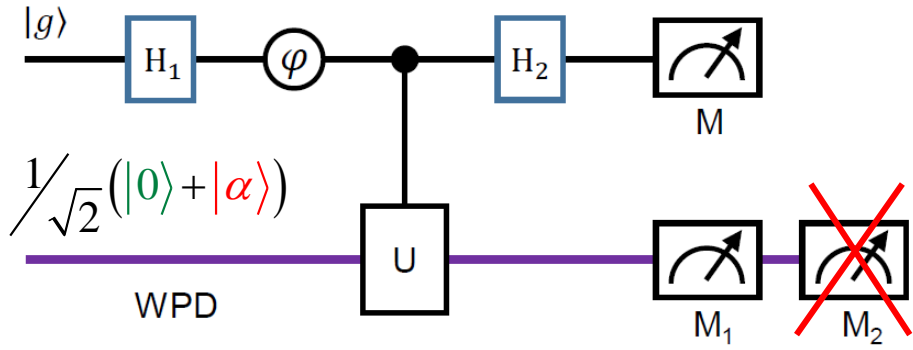 |g⟩
H₁
φ
H₂
M
1/√2(|0⟩+|α⟩)
U
WPD
M₁
M₂